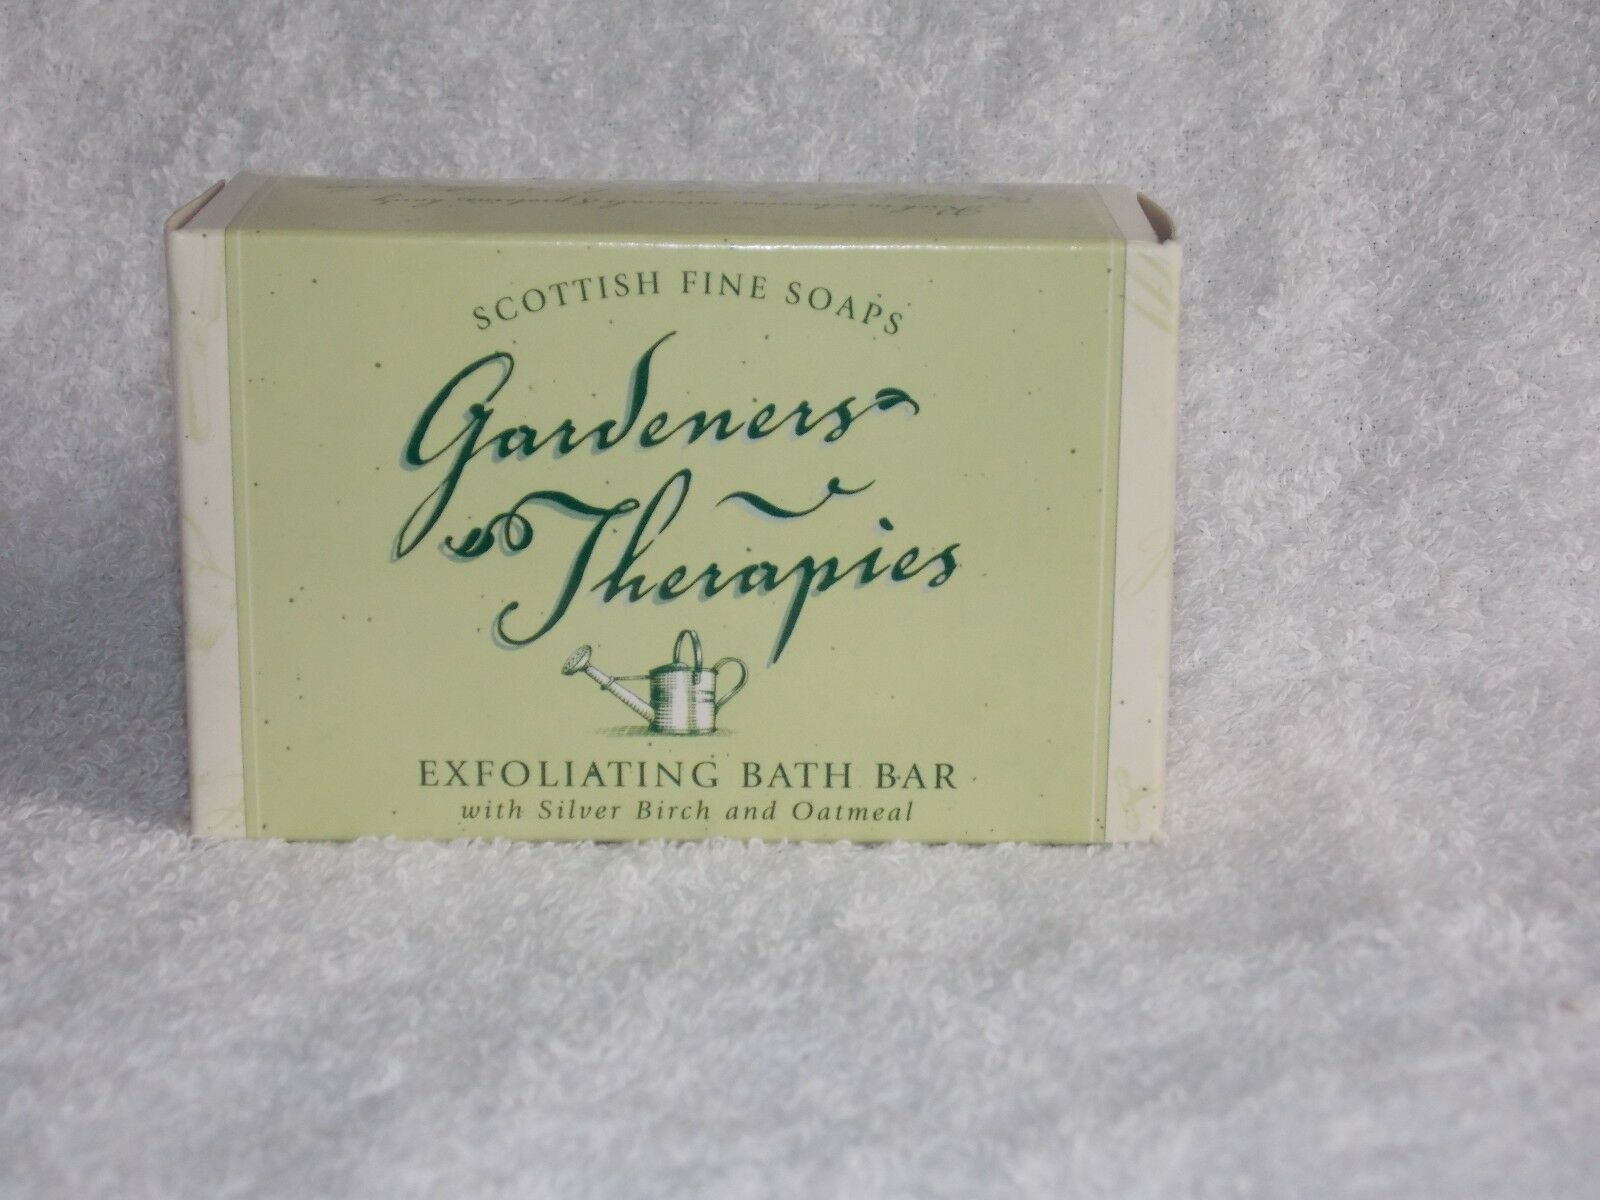 SCOTTISH FINE SOAPS
Gardeners
Therapies
EXFOLIATING BATH BAR
with Silver Birch and Oatmeal